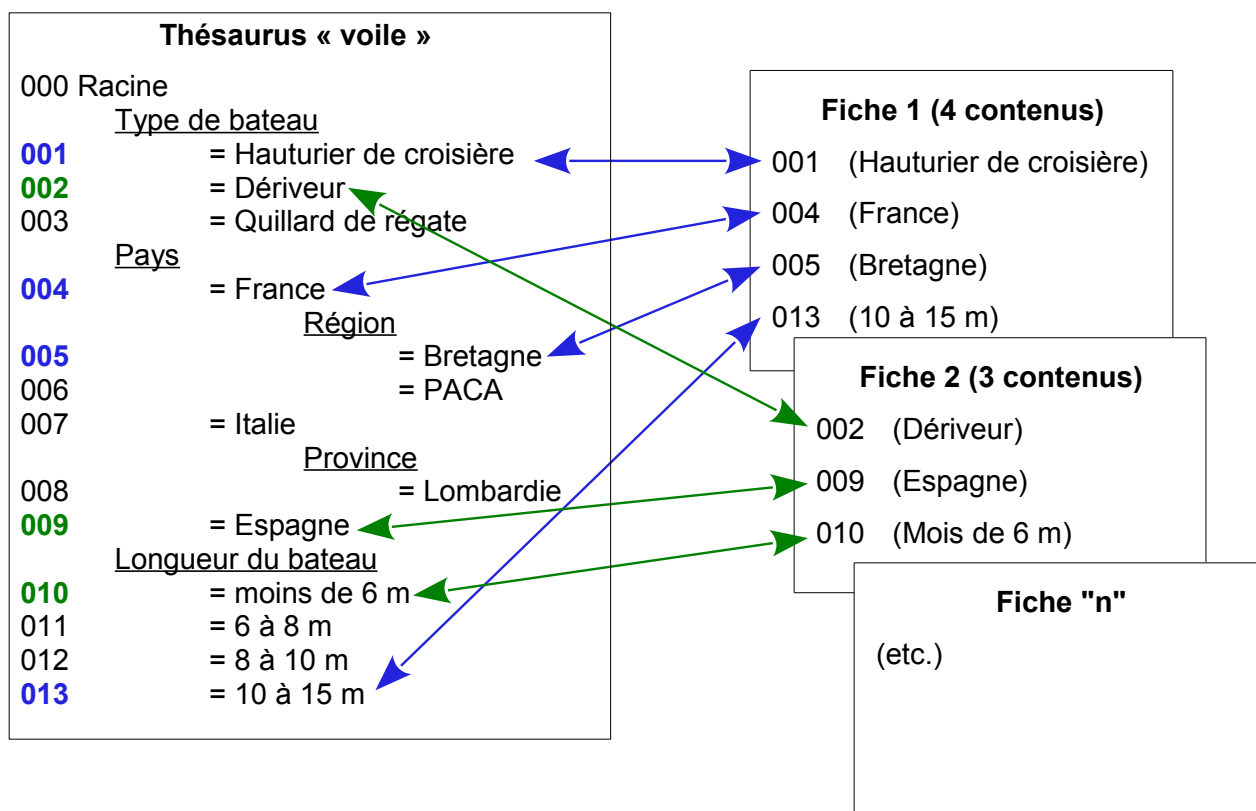 Thésaurus « voile »
000 Racine
Type de bateau
001 = Hauturier de croisière
002 = Dériveur
003 = Quillard de régate
Pays
004 = France
Région
005 = Bretagne
006 = PACA
007 = Italie
Province
008 = Lombardie
009 = Espagne
Longueur du bateau
010 = moins de 6 m
011 = 6 à 8 m
012 = 8 à 10 m
013 = 10 à 15 m
Fiche 1 (4 contenus)
001 (Hauturier de croisière)
004 (France)
005 (Bretagne)
013 (10 à 15 m)
Fiche 2 (3 contenus)
002 (Dériveur)
009 (Espagne)
010 (Mois de 6 m)
Fiche "n"
(etc.)